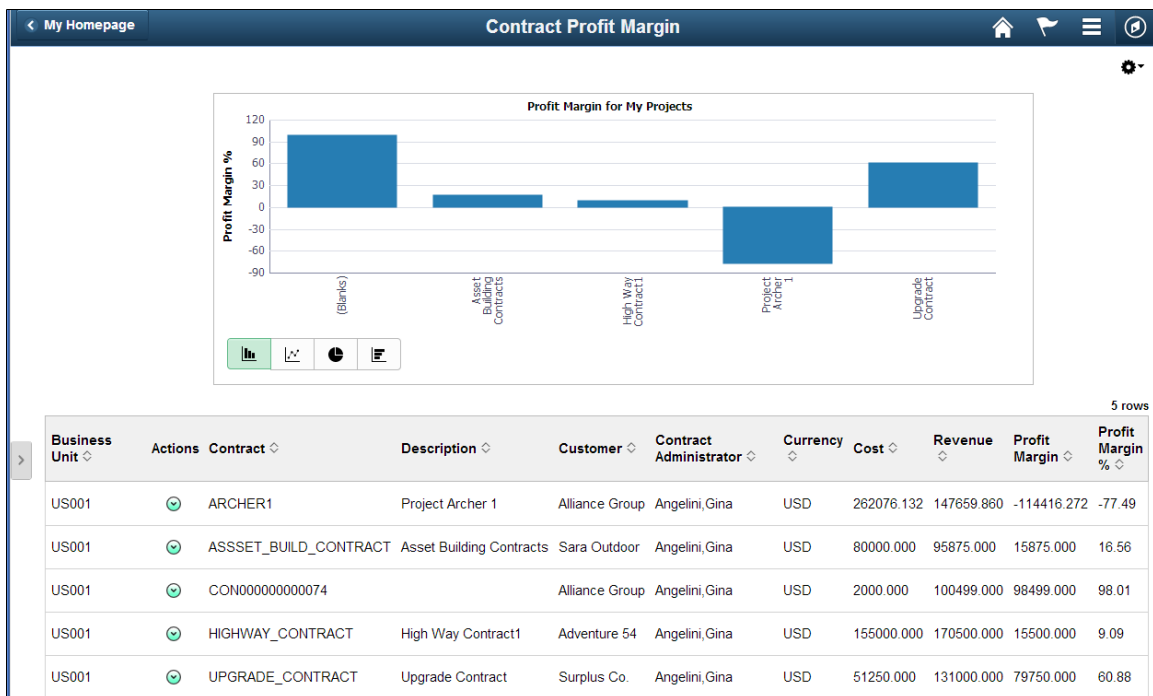 My Homepage
Contract Profit Margin
Profit Margin for My Projects
Profit Margin %
120
90
60
30
0
-30
-60
-90
(Blanks)
Asset
Building
Contracts
High Way
Contract1
Project
Archer 1
Upgrade
Contract
5 rows
Business Unit Actions Contract Description Customer Contract Administrator Currency Cost Revenue Profit Margin Profit Margin %
US001 ARCHER1 Project Archer 1 Alliance Group Angelini,Gina USD 262076.132 147659.860 -114416.272 -77.49
US001 ASSSET_BUILD_CONTRACT Asset Building Contracts Sara Outdoor Angelini,Gina USD 80000.000 95875.000 15875.000 16.56
US001 CON000000000074 Alliance Group Angelini,Gina USD 2000.000 100499.000 98499.000 98.01
US001 HIGHWAY_CONTRACT High Way Contract1 Adventure 54 Angelini,Gina USD 155000.000 170500.000 15500.000 9.09
US001 UPGRADE_CONTRACT Upgrade Contract Surplus Co. Angelini,Gina USD 51250.000 131000.000 79750.000 60.88